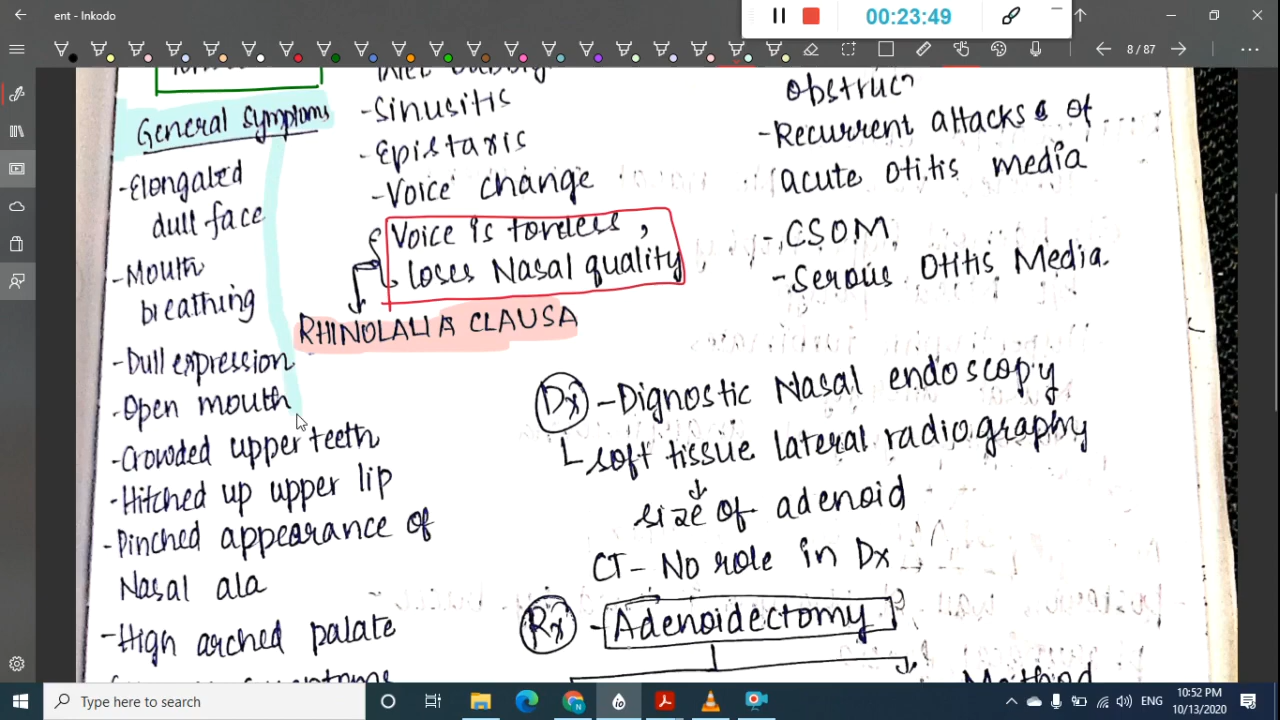 ent - Inkodo
00:23:49
8 / 87
General Symptoms
-Elongated
dull face
-Mouth
breathing
-Dull expression
-Open mouth
-Crowded upper teeth
-Hitched up upper lip
-Pinched appearance of
Nasal ala
-High arched palate
-Sinusitis
-Epistaxis
-Voice change
Voice is toneless,
loses Nasal quality
RHINOLALIA CLAUSA
obstrucn
-Recurrent attacks of
acute otitis media
-CSOM
-Serous Otitis Media.
Dx -Dignostic Nasal endoscopy
soft tissue lateral radiography
size of adenoid
CT- No role in Dx
Rx -Adenoidectomy
Method
Type here to search
ENG
10:52 PM
10/13/2020